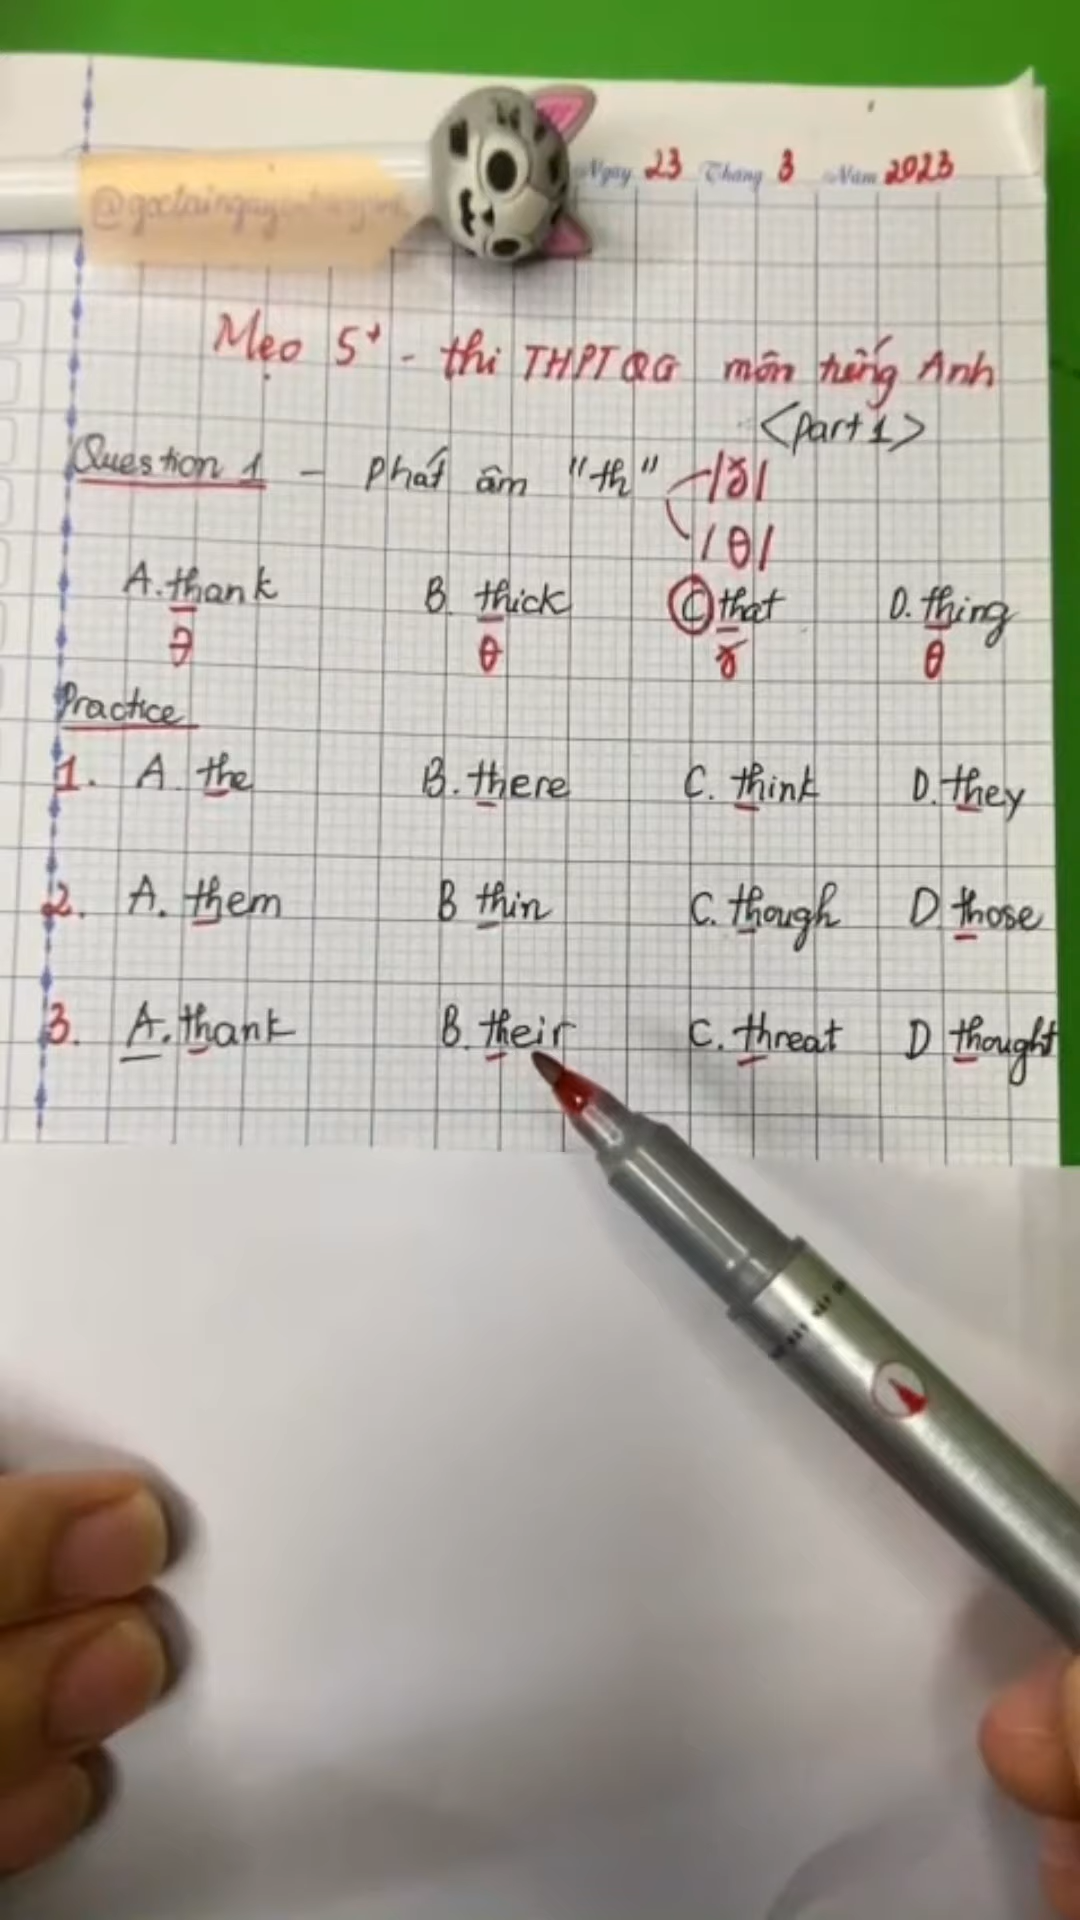 Ngày 23 Tháng 3 Năm 2023
Mẹo 5+ - thi THPTQG môn tiếng Anh
<part 1>
Question 1 - phát âm "th" /ð/
/θ/
A. thank B. thick C that D. thing
θ θ ð θ
Practice
1. A. the B. there C. think D. they
2. A. them B thin C. though D those
3. A. thank B. their C. threat D thought